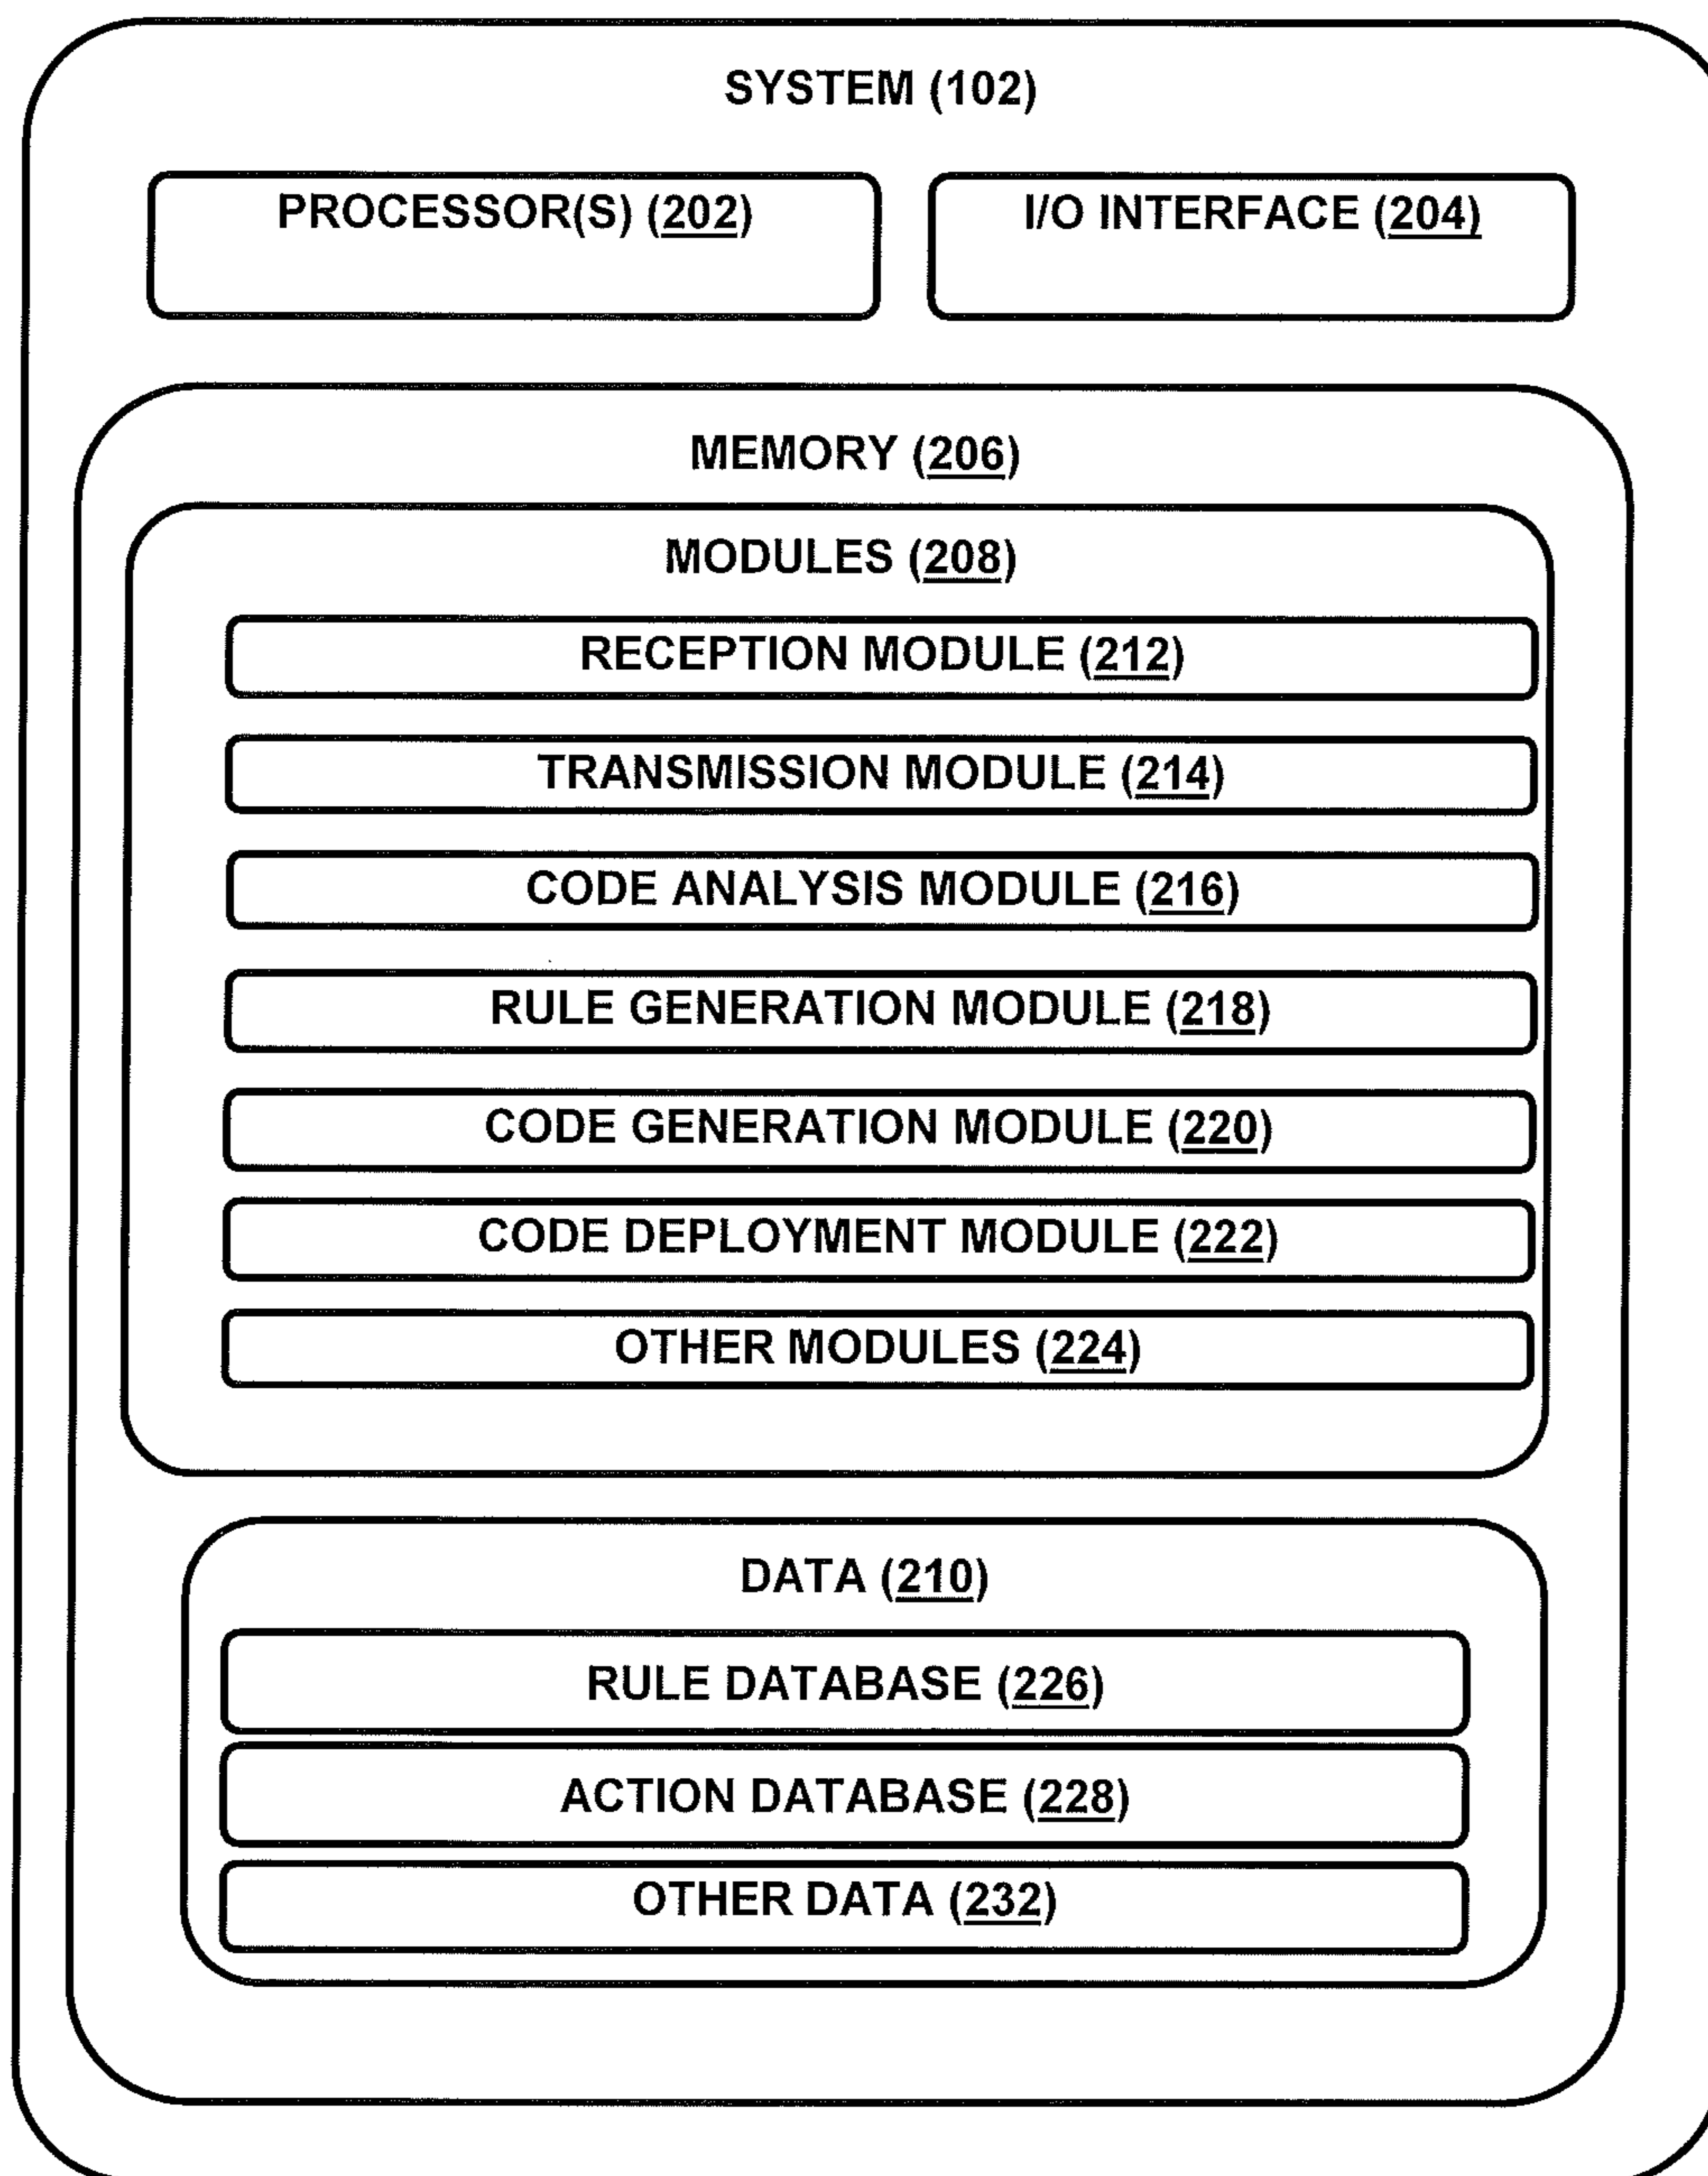 SYSTEM (102)
PROCESSOR(S) (202)
I/O INTERFACE (204)
MEMORY (206)
MODULES (208)
RECEPTION MODULE (212)
TRANSMISSION MODULE (214)
CODE ANALYSIS MODULE (216)
RULE GENERATION MODULE (218)
CODE GENERATION MODULE (220)
CODE DEPLOYMENT MODULE (222)
OTHER MODULES (224)
DATA (210)
RULE DATABASE (226)
ACTION DATABASE (228)
OTHER DATA (232)